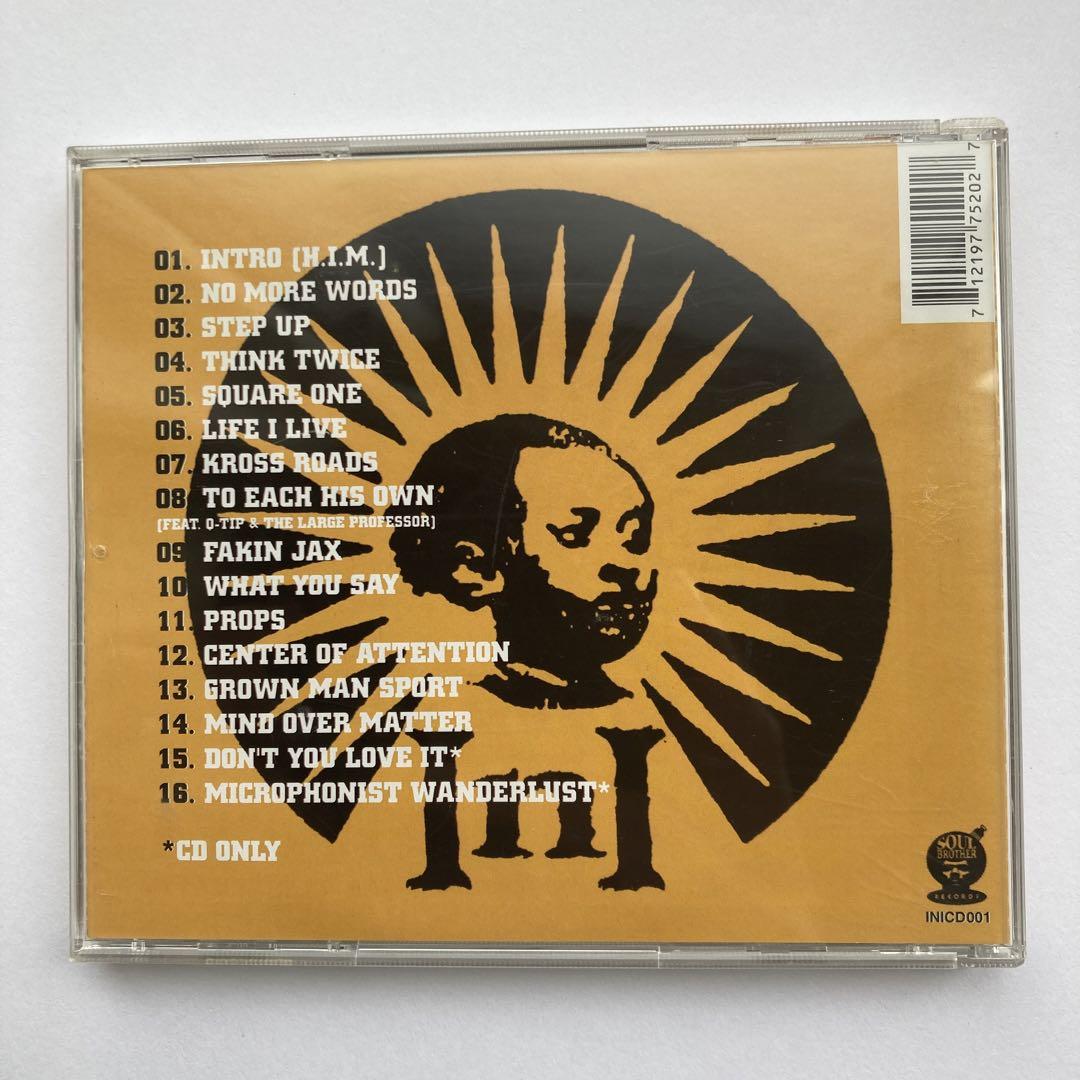 01. INTRO (H.I.M.)
02. NO MORE WORDS
03. STEP UP
04. THINK TWICE
05. SQUARE ONE
06. LIFE I LIVE
07. KROSS ROADS
08 TO EACH HIS OWN
(FEAT. Q-TIP & THE LARGE PROFESSOR)
09 FAKIN JAX
10 WHAT YOU SAY
11. PROPS
12. CENTER OF ATTENTION
13. GROWN MAN SPORT
14. MIND OVER MATTER
15. DON'T YOU LOVE IT*
16. MICROPHONIST WANDERLUST*
*CD ONLY
InI
7 12197 75202 7
SOUL
BROTHER
RECORDS
INICD001